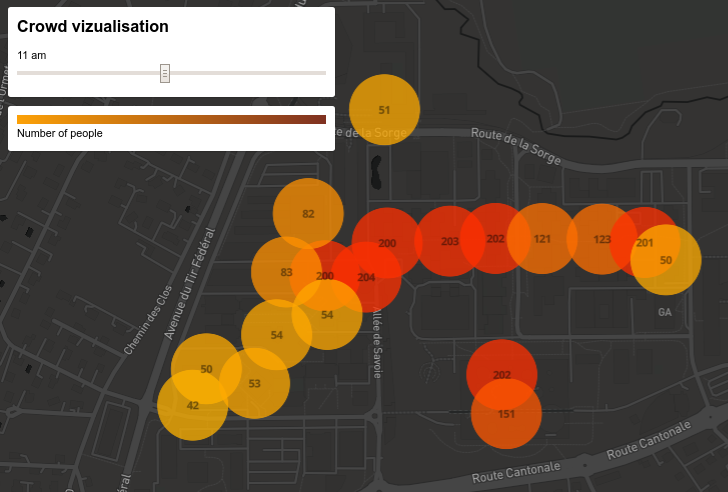 Crowd vizualisation
11 am
Number of people
51
te de la Sorge
Route de la Sorge
82
200
203
202
121
123
201
50
83
200
204
54
GA
Avenue du Tir Fédéral
Chemin des Clos
54
allée de Savoie
50
53
42
202
151
Route Cantonale
Route Cantonale
éral